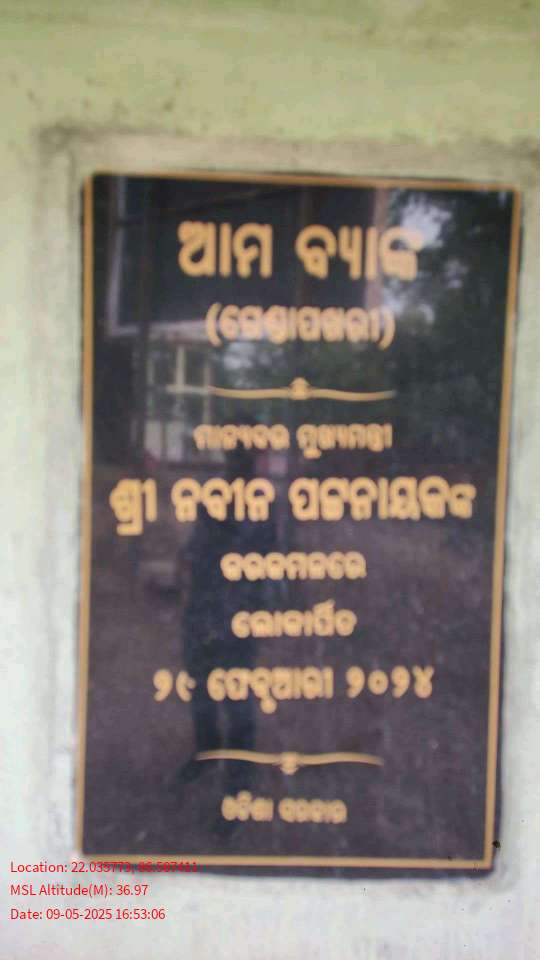 ଆମ ବ୍ୟାଙ୍କ
(ଗେଣ୍ଡାପଖରୀ)
ମାନ୍ୟବର ମୁଖ୍ୟମନ୍ତ୍ରୀ
ଶ୍ରୀ ନବୀନ ପଟ୍ଟନାୟକଙ୍କ
କରକମଳରେ
ଲୋକାର୍ପିତ
୨୯ ଫେବୃଆରୀ ୨୦୨୪
ଓଡିଶା ସରକାର
Location: 22.035773, 86.587411
MSL Altitude(M): 36.97
Date: 09-05-2025 16:53:06